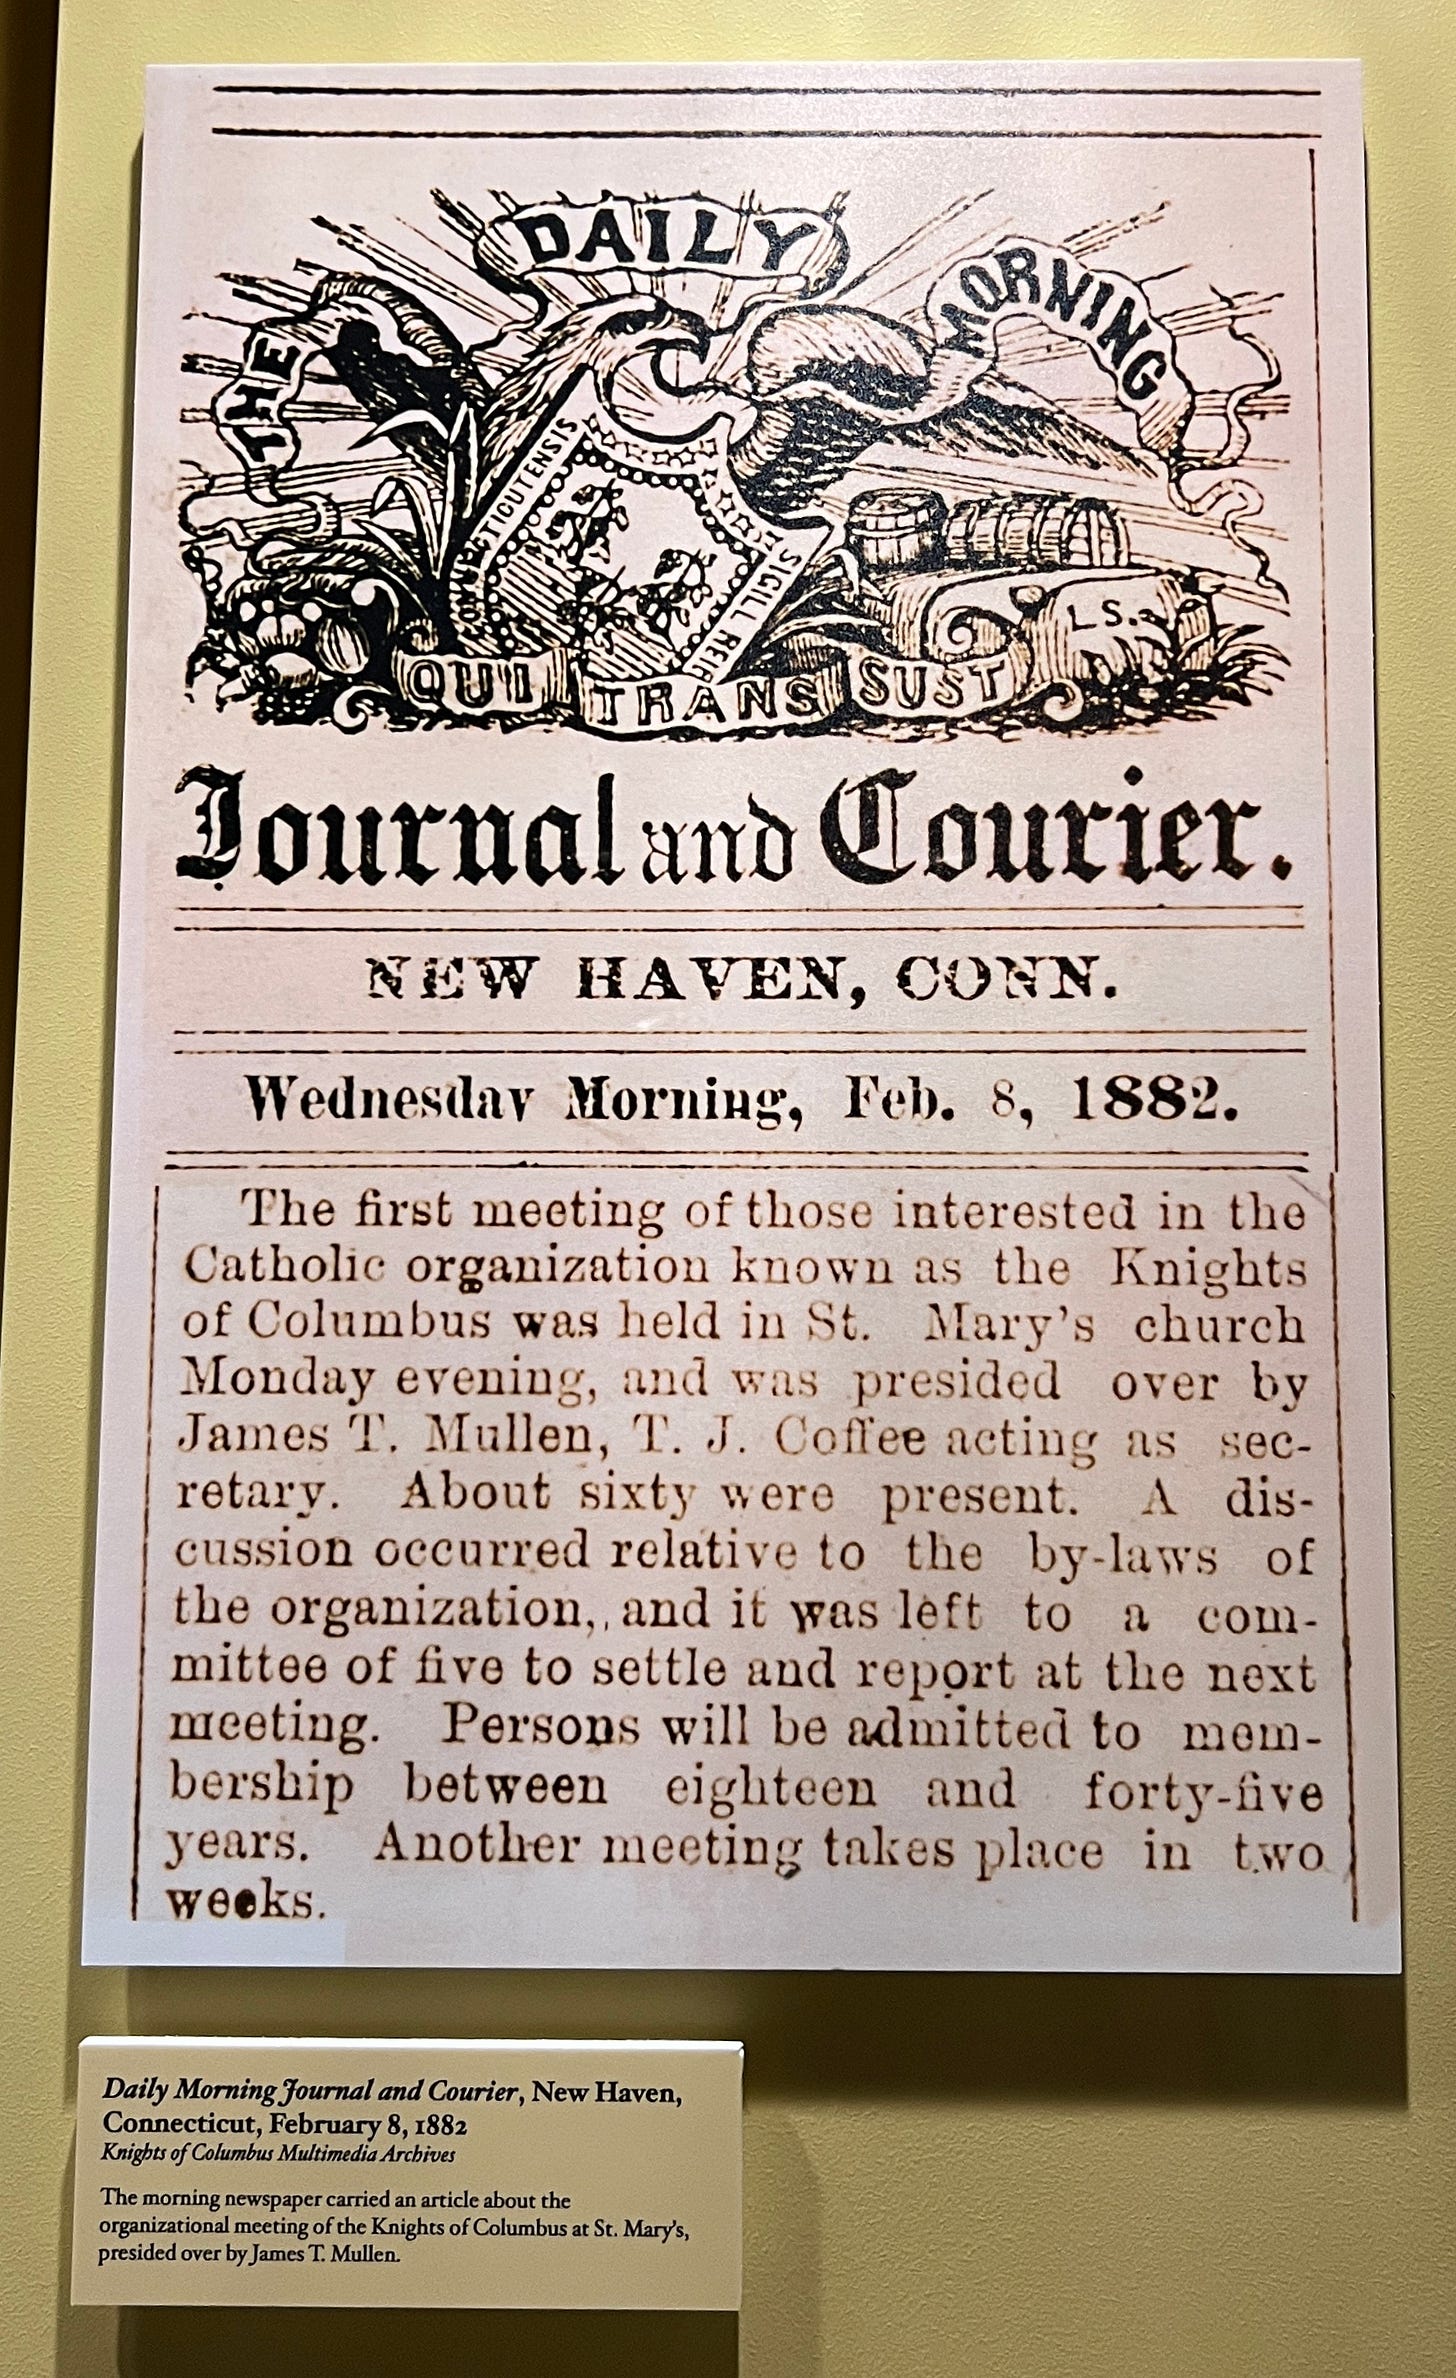 THE DAILY MORNING
CONNECTICUTENSIS SIGILL REIP
L.S.
QUI TRANS SUST
Journal and Courier.
NEW HAVEN, CONN.
Wednesday Morning, Feb. 8, 1882.
The first meeting of those interested in the
Catholic organization known as the Knights
of Columbus was held in St. Mary's church
Monday evening, and was presided over by
James T. Mullen, T. J. Coffee acting as sec-
retary. About sixty were present. A dis-
cussion occurred relative to the by-laws of
the organization, and it was left to a com-
mittee of five to settle and report at the next
meeting. Persons will be admitted to mem-
bership between eighteen and forty-five
years. Another meeting takes place in two
weeks.
Daily Morning Journal and Courier, New Haven,
Connecticut, February 8, 1882
Knights of Columbus Multimedia Archives
The morning newspaper carried an article about the
organizational meeting of the Knights of Columbus at St. Mary's,
presided over by James T. Mullen.